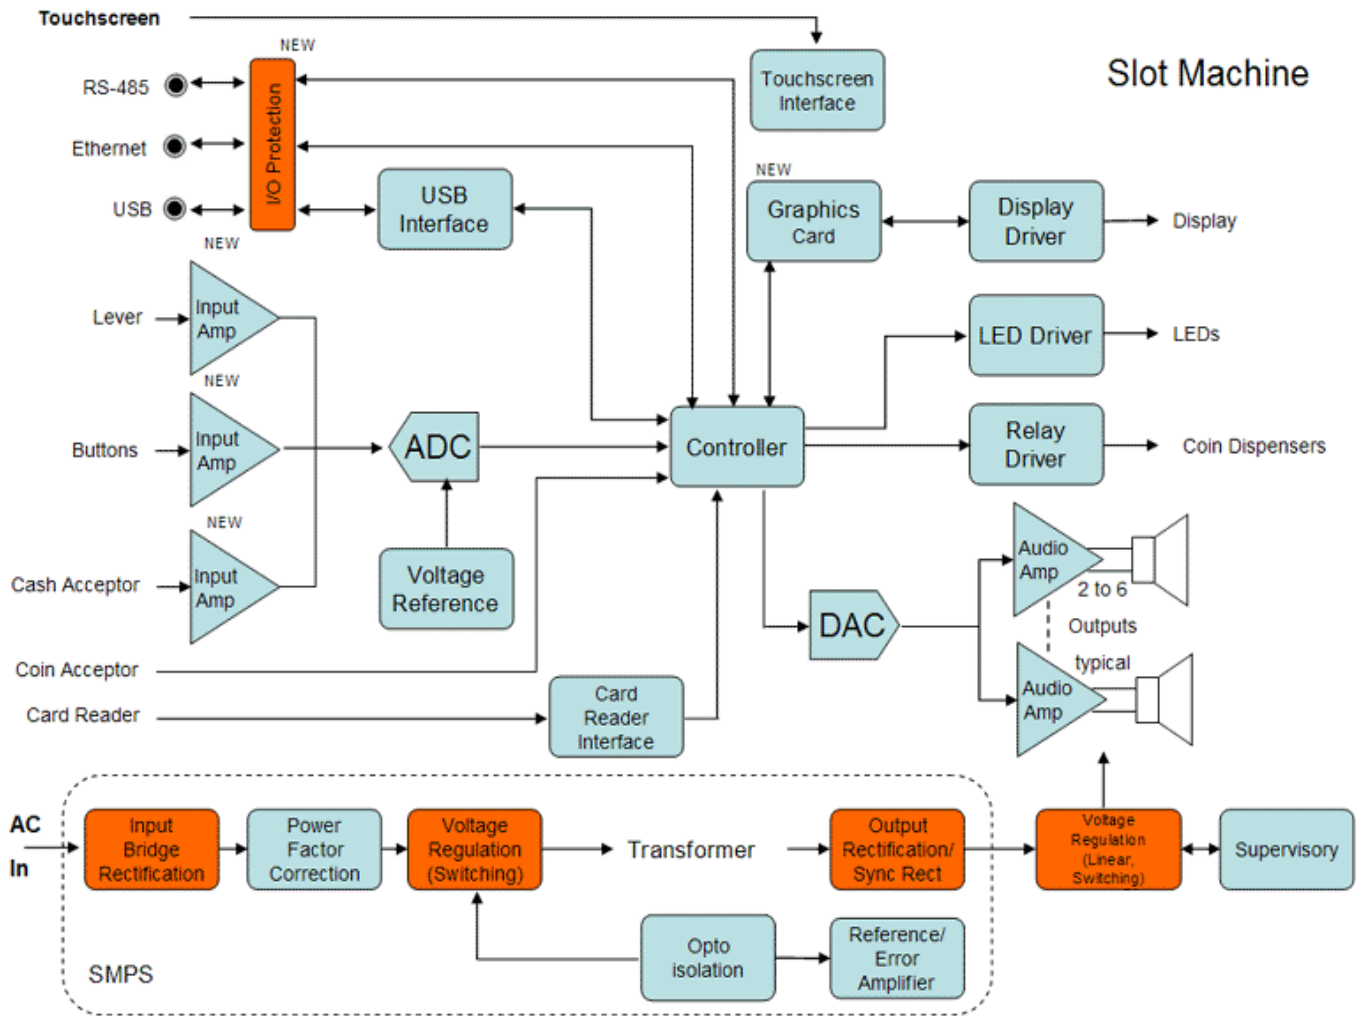 Touchscreen
NEW
Slot Machine
Touchscreen
Interface
RS-485
Ethernet
USB
I/O Protection
USB
Interface
NEW
Graphics
Card
Display
Driver
Display
NEW
Lever
Input
Amp
LED Driver
LEDs
NEW
Buttons
Input
Amp
ADC
Controller
Relay
Driver
Coin Dispensers
NEW
Cash Acceptor
Input
Amp
Voltage
Reference
DAC
Audio
Amp
2 to 6
Outputs
typical
Audio
Amp
Coin Acceptor
Card Reader
Card
Reader
Interface
AC
In
Input
Bridge
Rectification
Power
Factor
Correction
Voltage
Regulation
(Switching)
Transformer
Output
Rectification/
Sync Rect
Voltage
Regulation
(Linear,
Switching)
Supervisory
Opto
isolation
Reference/
Error
Amplifier
SMPS